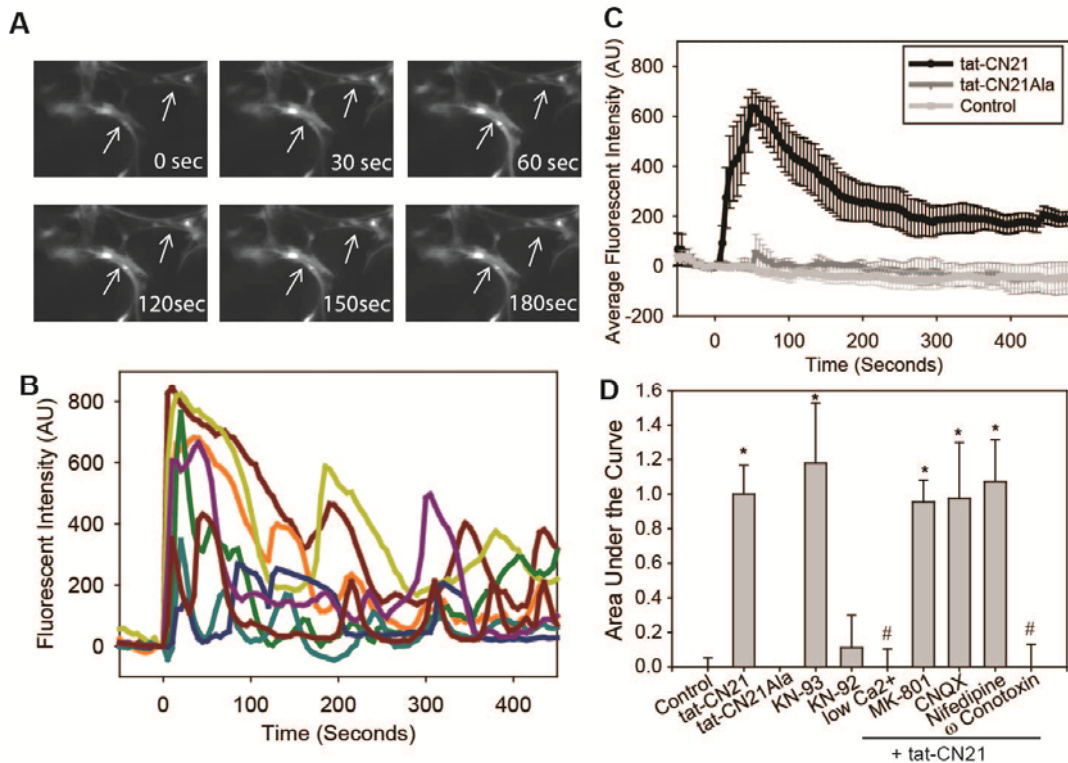 A
0 sec
30 sec
60 sec
120sec
150sec
180sec
B
Fluorescent Intensity (AU)
800
600
400
200
0
0
100
200
300
400
Time (Seconds)
C
Average Fluorescent Intensity (AU)
800
600
400
200
0
-200
tat-CN21
tat-CN21Ala
Control
0
100
200
300
400
Time (Seconds)
D
Area Under the Curve
1.6
1.4
1.2
1.0
0.8
0.6
0.4
0.2
0.0
*
*
#
*
*
*
#
Control
tat-CN21
tat-CN21Ala
KN-93
KN-92
low Ca2+
MK-801
CNQX
Nifedipine
ω Conotoxin
+ tat-CN21